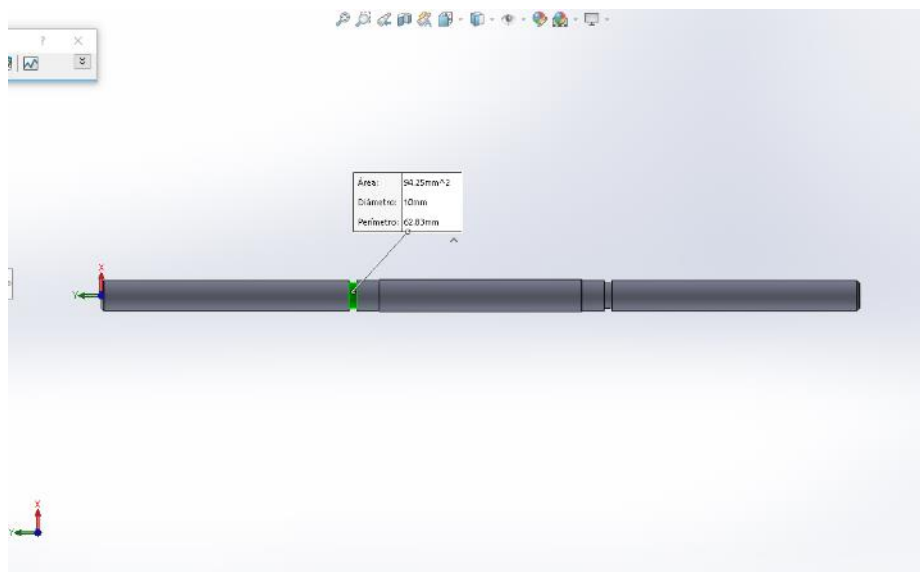 ?
Área: 94.25mm^2
Diámetro: 10mm
Perímetro: 62.83mm
X
Y
X
Y